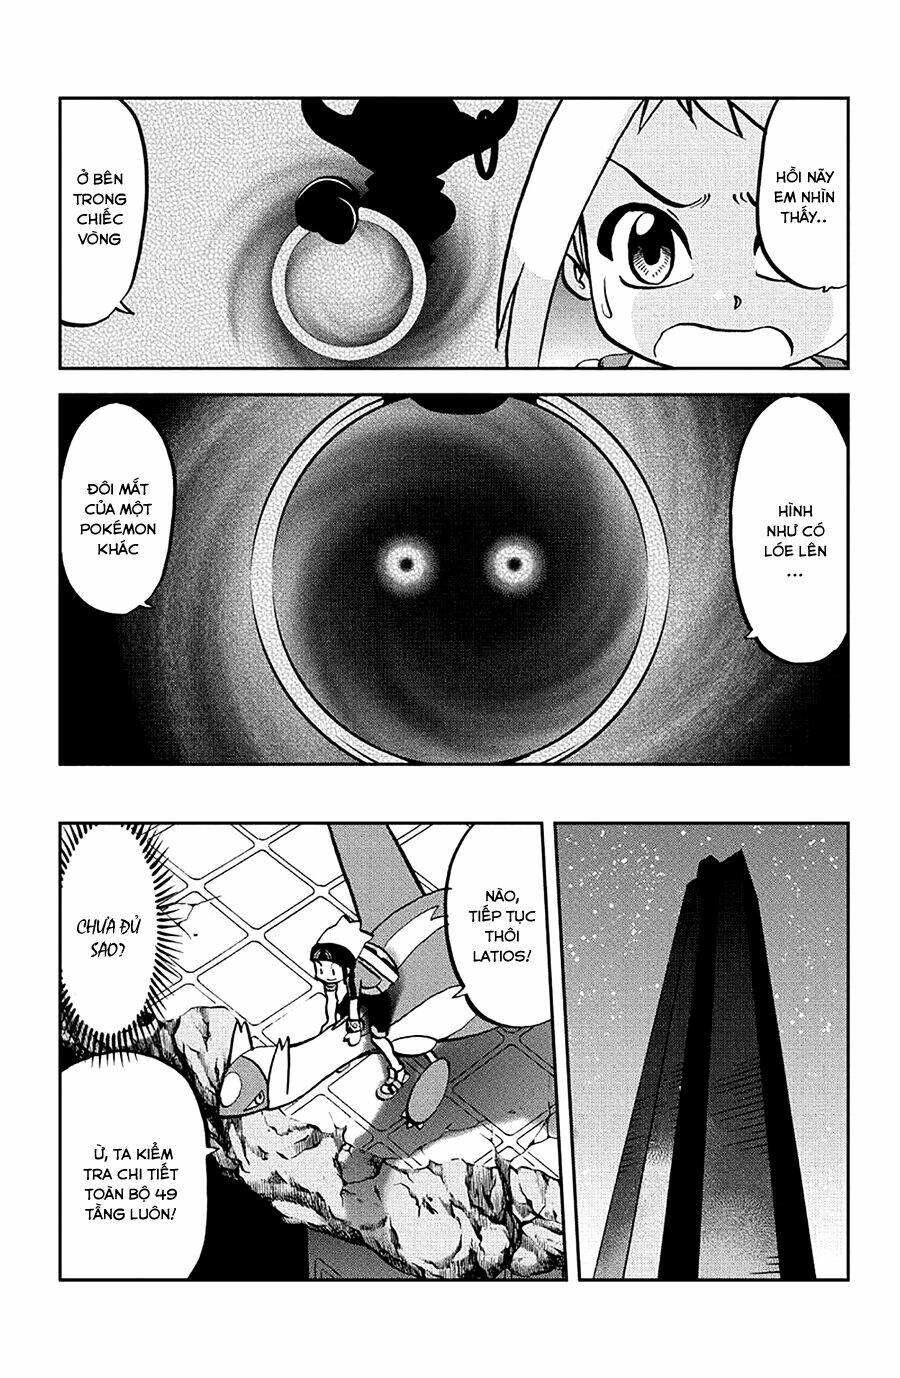 HỒI NÃY
EM NHÌN
THẤY..
Ở BÊN
TRONG
CHIẾC
VÒNG
HÌNH
NHƯ CÓ
LÓE LÊN
...
ĐÔI MẮT
CỦA MỘT
POKÉMON
KHÁC
NÀO,
TIẾP TỤC
THÔI
LATIOS!
CHƯA ĐỦ
SAO?
Ừ, TA KIỂM
TRA CHI TIẾT
TOÀN BỘ 49
TẦNG LUÔN!